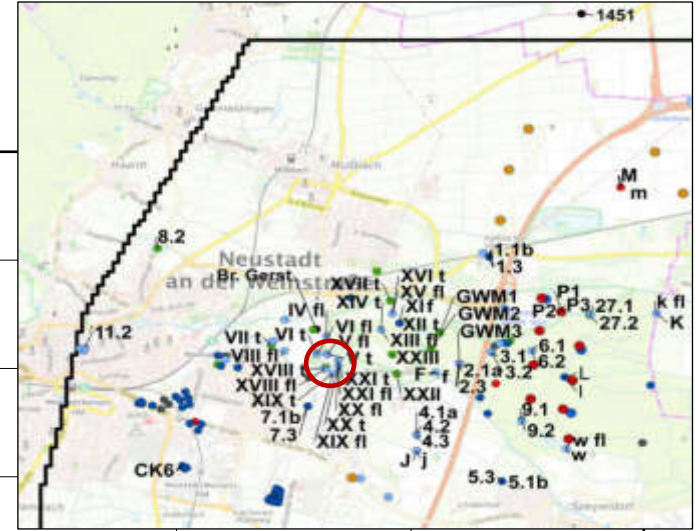 1451
M
m
Haardt
Mußbach
8.2
Neustadt
an der Weinstraße
Br. Gerst.
XVII t
XIV t
XVI t
XV fl
XI f
XII t
XIII fl
XXIII
XXII
GWM1
GWM2
GWM3
1.1b
1.3
P1
P2
P3
27.1
27.2
k fl
K
11.2
IV fl
VII t
VI t
VI fl
V t
VIII fl
XVIII t
XVIII fl
XIX t
XXI t
XXI fl
XX fl
XX t
XIX fl
7.1b
7.3
F
f
2.1a
2.3
3.1
3.2
6.1
6.2
L
l
4.1a
4.2
4.3
J
j
9.1
9.2
w fl
w
CK6
5.3
5.1b
Speyerdorf